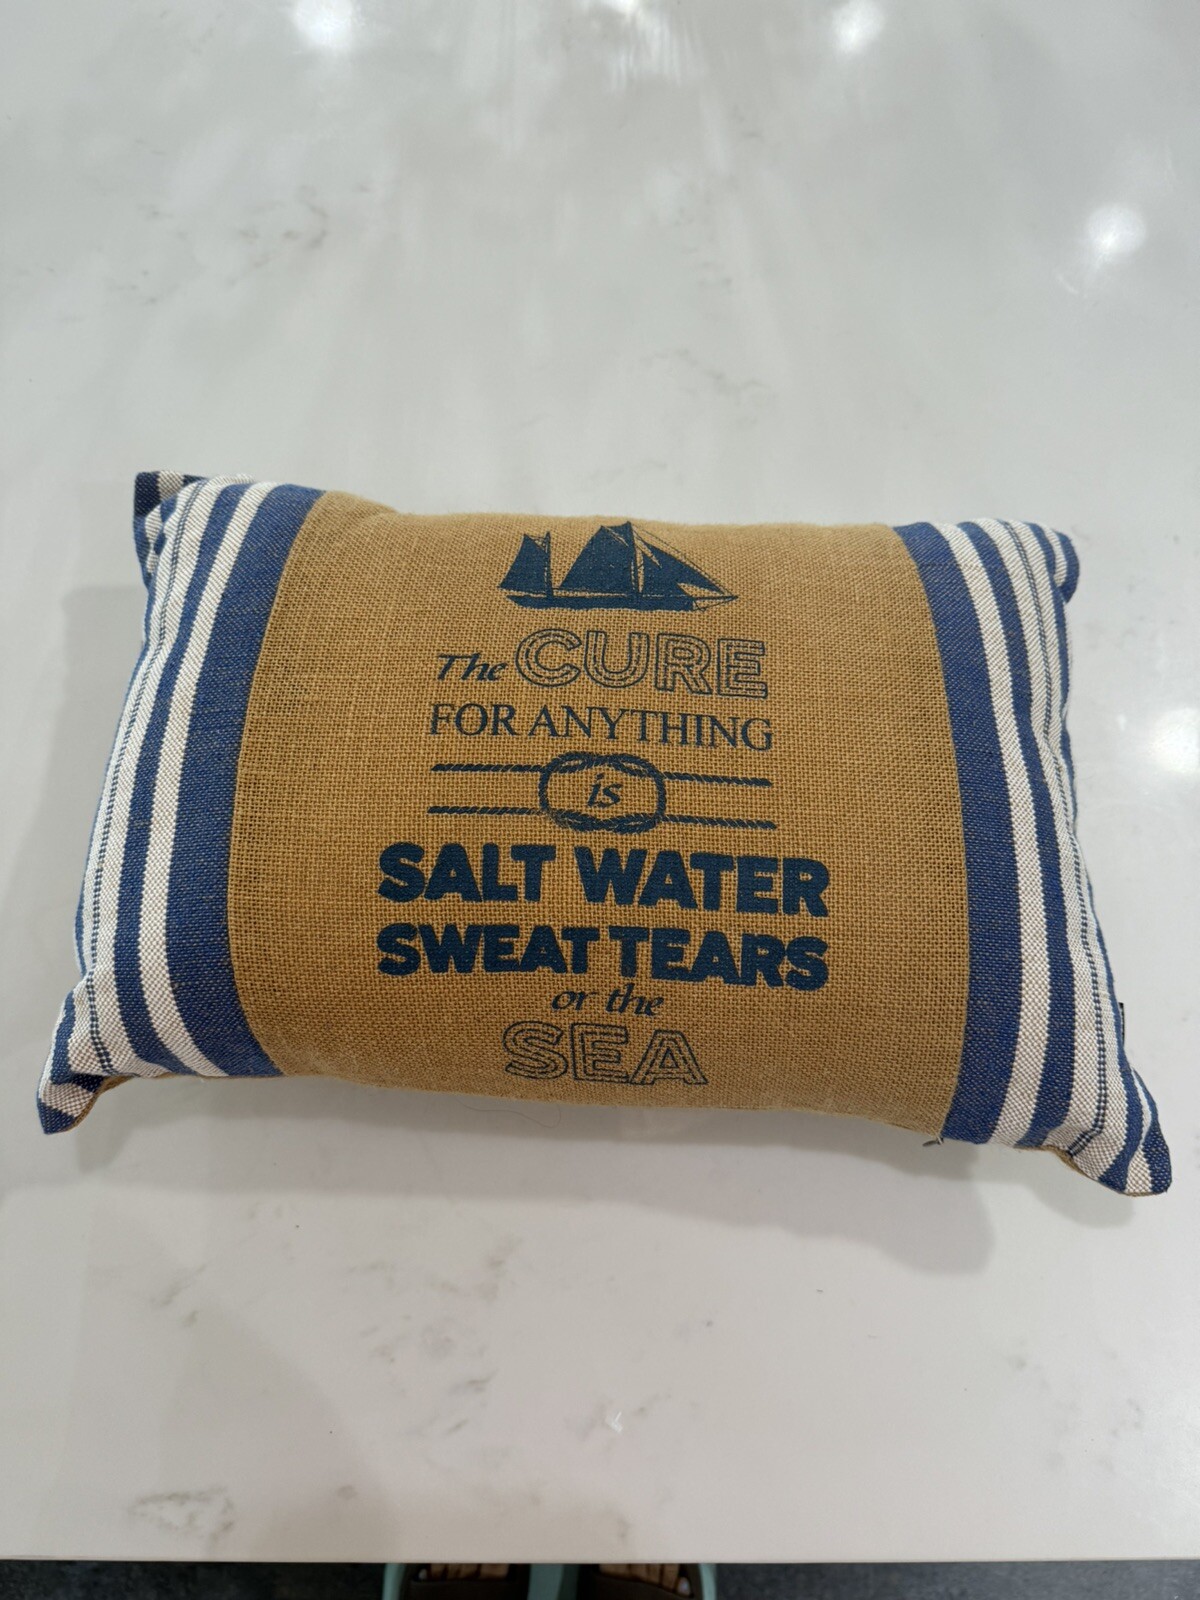 The CURE
FOR ANYTHING
is
SALT WATER
SWEAT TEARS
or the
SEA